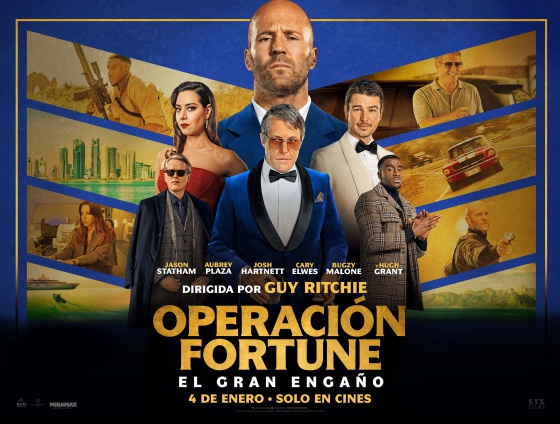 JASON STATHAM
AUBREY PLAZA
JOSH HARTNETT
CARY ELWES
BUGZY MALONE
HUGH GRANT
DIRIGIDA POR GUY RITCHIE
OPERACIÓN
FORTUNE
EL GRAN ENGAÑO
4 DE ENERO • SOLO EN CINES
MIRAMAX
STX